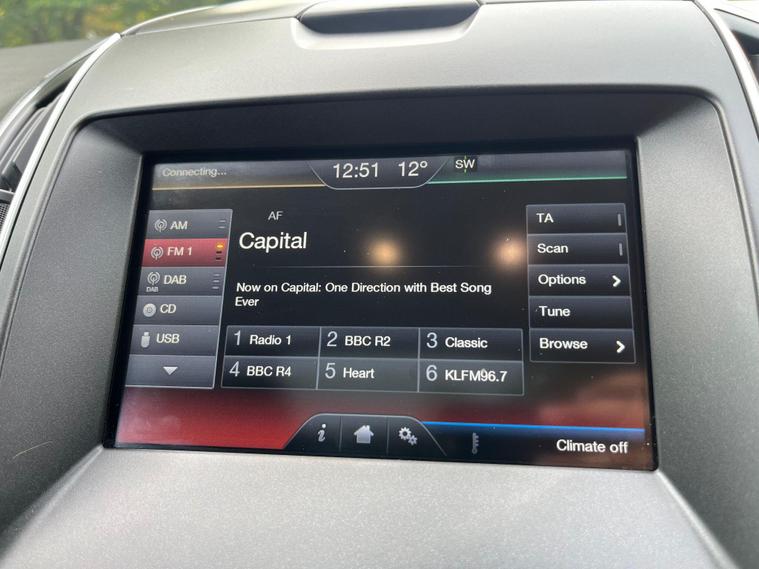 Connecting...
12:51 12° SW
AF
Capital
Now on Capital: One Direction with Best Song
Ever
AM
FM 1
DAB
DAB
CD
USB
1 Radio 1
2 BBC R2
3 Classic
4 BBC R4
5 Heart
6 KLFM96.7
TA
Scan
Options
Tune
Browse
i
Climate off